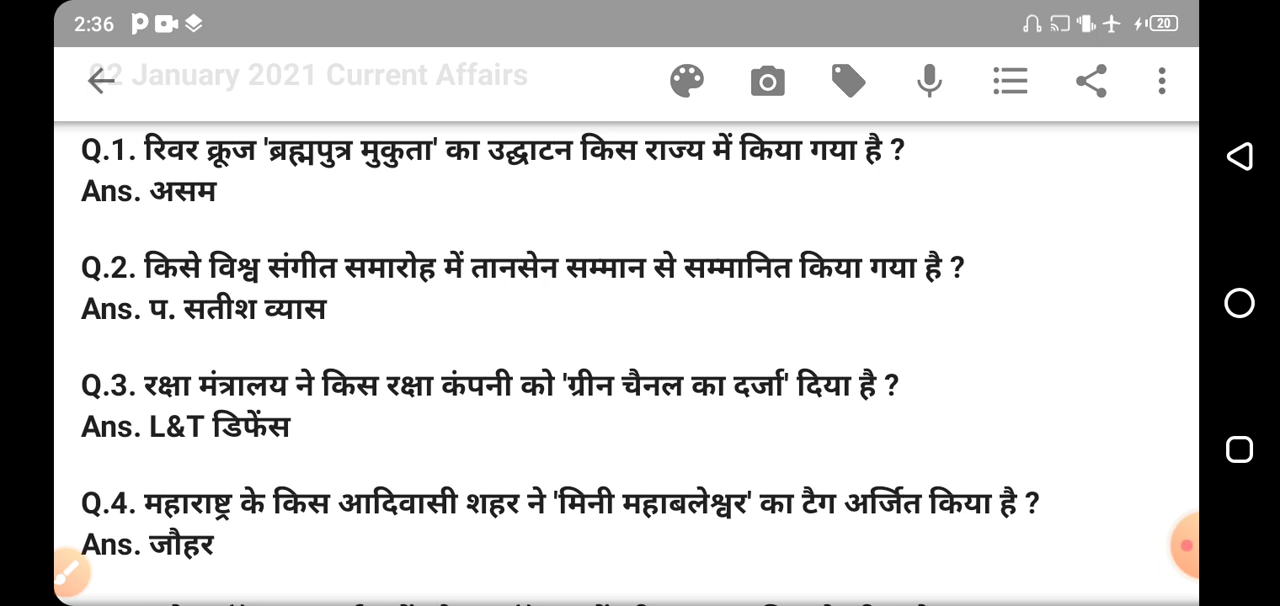 2:36
20
02 January 2021 Current Affairs
Q.1. रिवर क्रूज 'ब्रह्मपुत्र मुकुता' का उद्घाटन किस राज्य में किया गया है ?
Ans. असम
Q.2. किसे विश्व संगीत समारोह में तानसेन सम्मान से सम्मानित किया गया है ?
Ans. प. सतीश व्यास
Q.3. रक्षा मंत्रालय ने किस रक्षा कंपनी को 'ग्रीन चैनल का दर्जा' दिया है ?
Ans. L&T डिफेंस
Q.4. महाराष्ट्र के किस आदिवासी शहर ने 'मिनी महाबलेश्वर' का टैग अर्जित किया है ?
Ans. जौहर